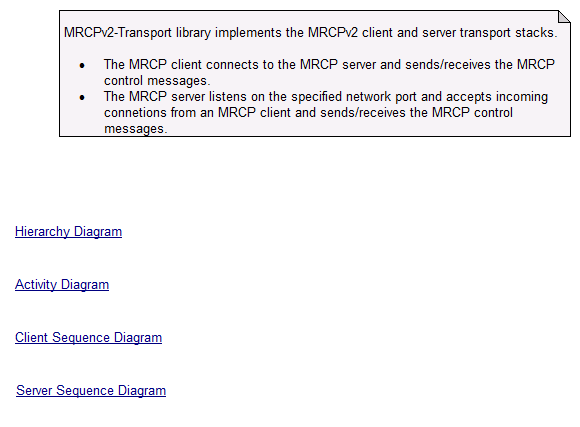 MRCPv2-Transport library implements the MRCPv2 client and server transport stacks.
• The MRCP client connects to the MRCP server and sends/receives the MRCP
control messages.
• The MRCP server listens on the specified network port and accepts incoming
connetions from an MRCP client and sends/receives the MRCP control
messages.
Hierarchy Diagram
Activity Diagram
Client Sequence Diagram
Server Sequence Diagram